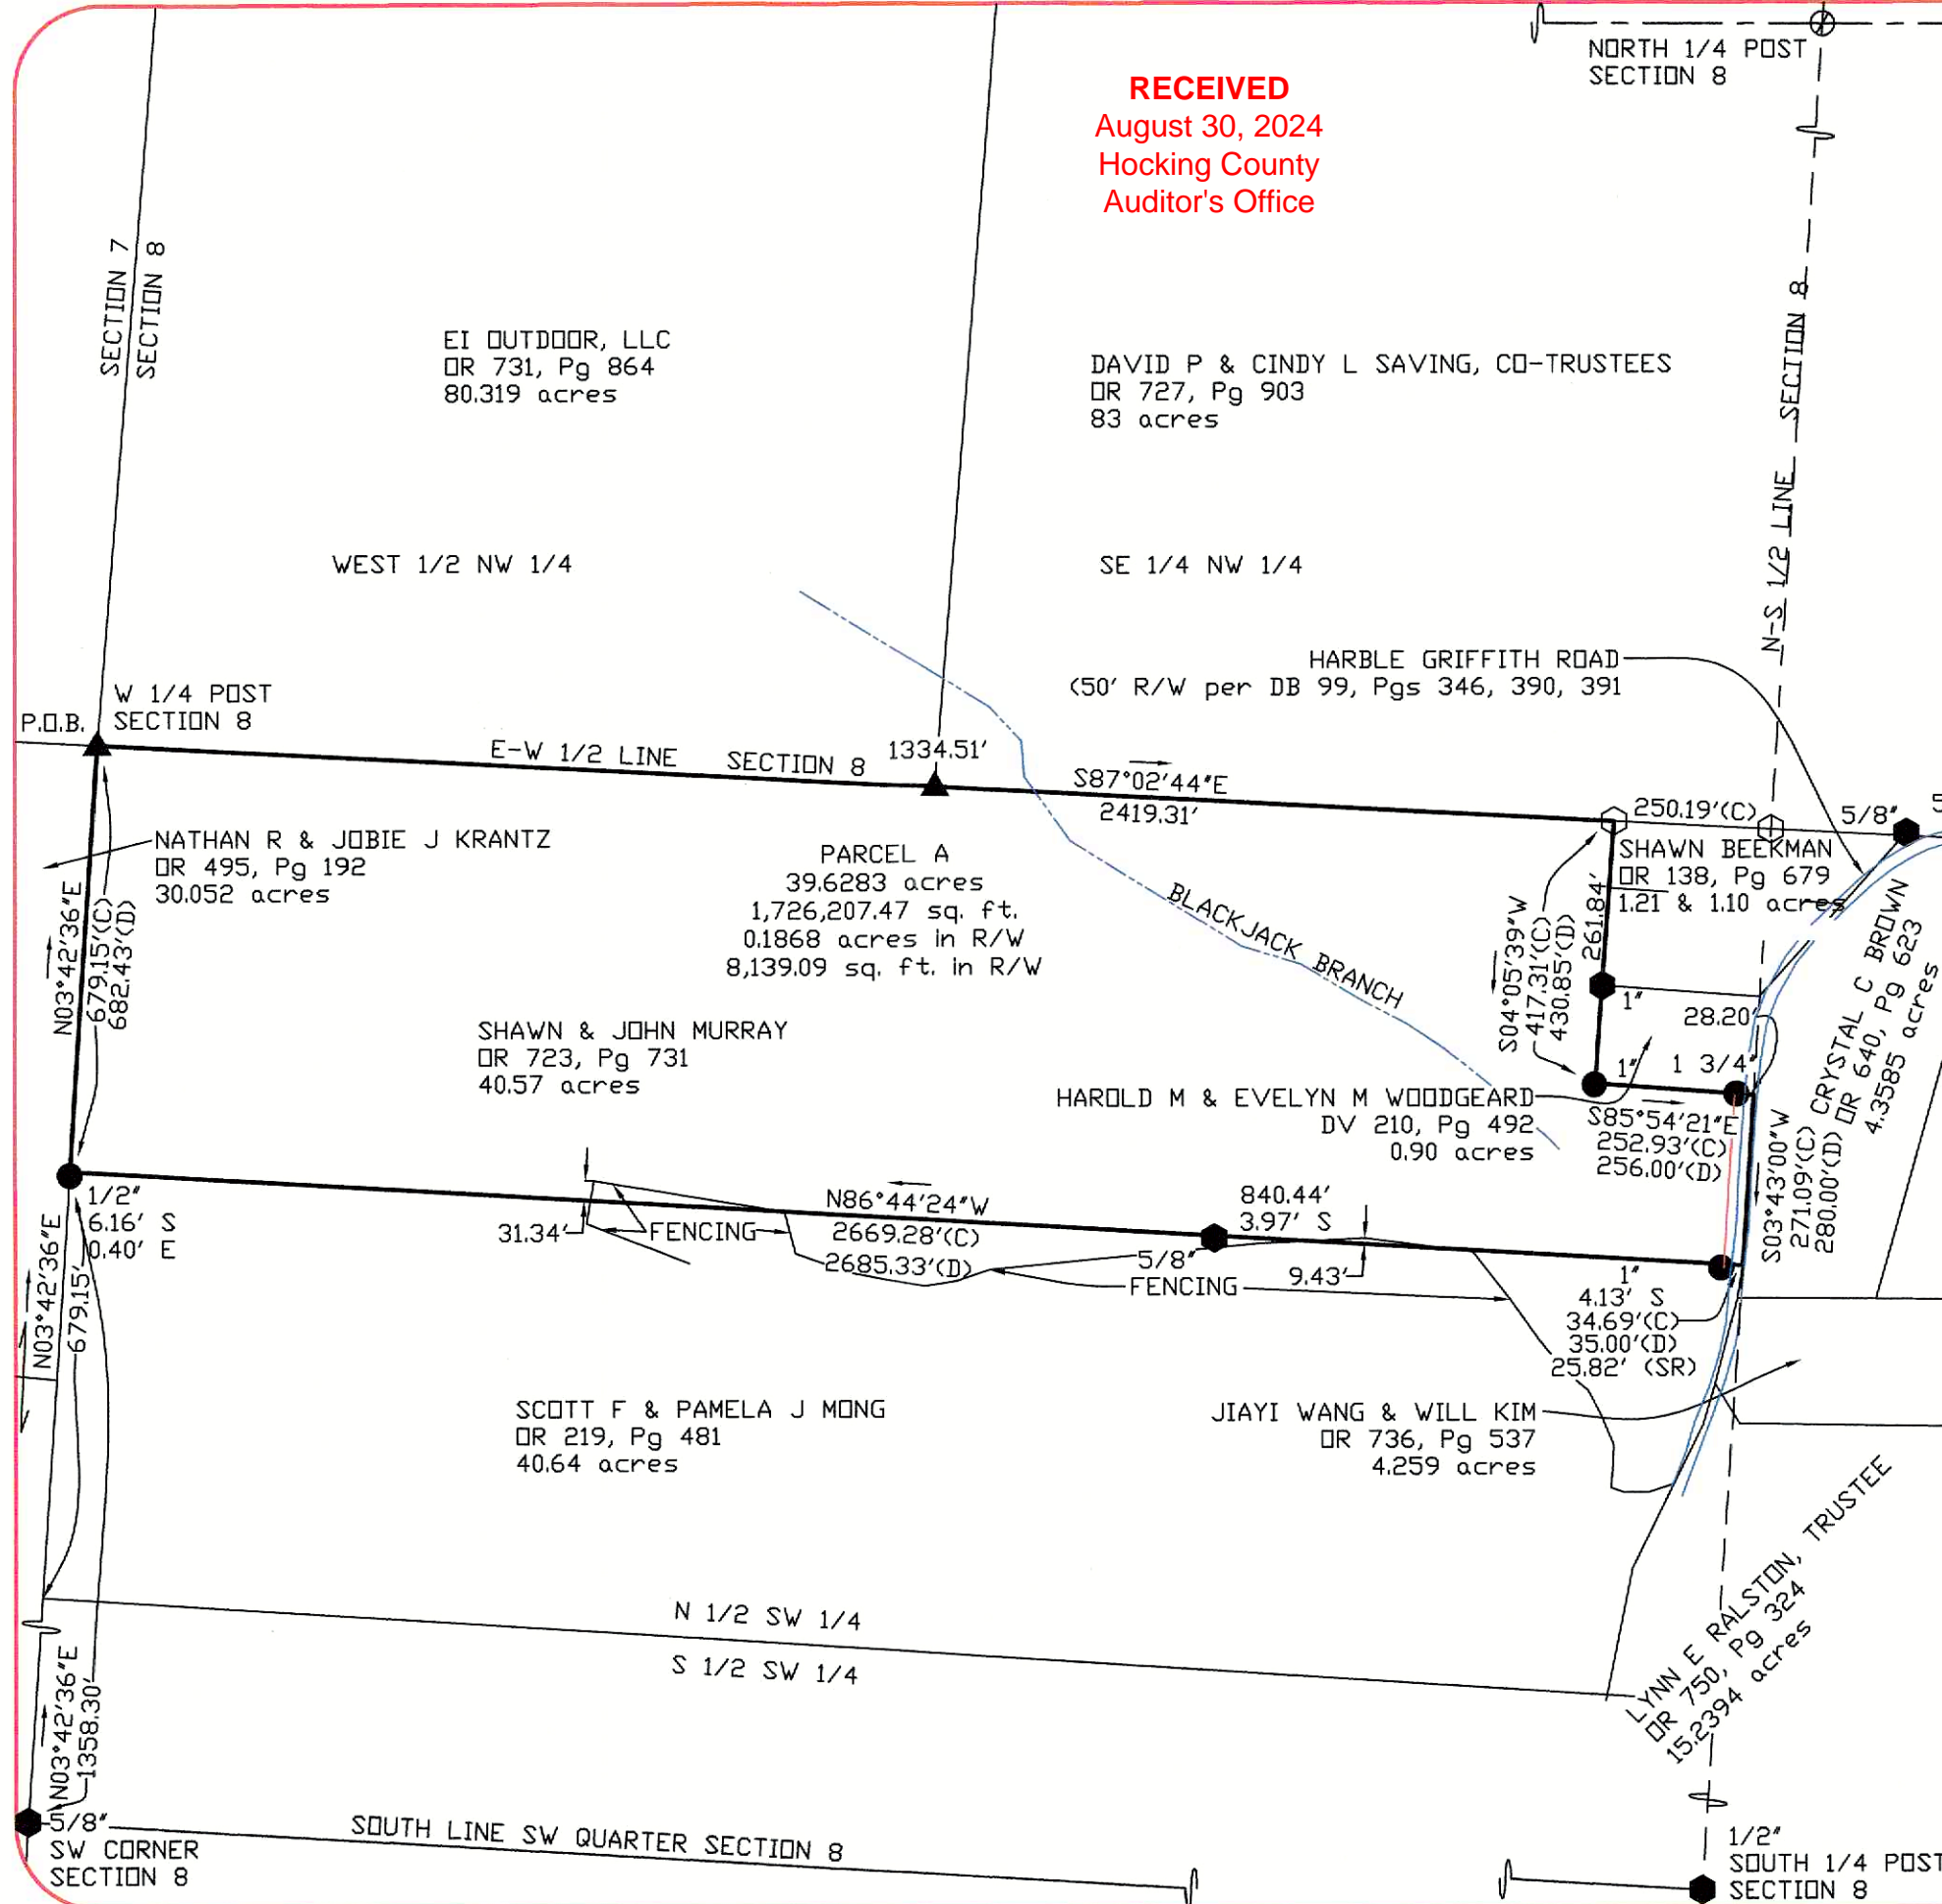 NORTH 1/4 POST
SECTION 8
RECEIVED
August 30, 2024
Hocking County
Auditor's Office
SECTION 7
SECTION 8
EI OUTDOOR, LLC
OR 731, Pg 864
80.319 acres
DAVID P & CINDY L SAVING, CO-TRUSTEES
OR 727, Pg 903
83 acres
N-S 1/2 LINE SECTION 8
WEST 1/2 NW 1/4
SE 1/4 NW 1/4
HARBLE GRIFFITH ROAD
(50' R/W per DB 99, Pgs 346, 390, 391
W 1/4 POST
SECTION 8
P.O.B.
E-W 1/2 LINE SECTION 8
1334.51'
S87°02'44"E
2419.31'
250.19'(C)
5/8"
5
SHAWN BEEKMAN
OR 138, Pg 679
1.21 & 1.10 acres
NATHAN R & JOBIE J KRANTZ
OR 495, Pg 192
30.052 acres
N03°42'36"E
679.15'(C)
682.43'(D)
PARCEL A
39.6283 acres
1,726,207.47 sq. ft.
0.1868 acres in R/W
8,139.09 sq. ft. in R/W
BLACKJACK BRANCH
S04°05'39"W
417.31'(C)
430.85'(D)
261.84'
1"
28.20'
1"
1 3/4"
CRYSTAL C BROWN
OR 640, Pg 623
4.3585 acres
SHAWN & JOHN MURRAY
OR 723, Pg 731
40.57 acres
HAROLD M & EVELYN M WOODGEARD
DV 210, Pg 492
0.90 acres
S85°54'21"E
252.93'(C)
256.00'(D)
S03°43'00"W
271.09'(C)
280.00'(D)
1/2"
6.16' S
0.40' E
31.34'
FENCING
N86°44'24"W
2669.28'(C)
2685.33'(D)
840.44'
3.97' S
5/8"
9.43'
FENCING
1"
4.13' S
34.69'(C)
35.00'(D)
25.82' (SR)
N03°42'36"E
679.15'
SCOTT F & PAMELA J MONG
OR 219, Pg 481
40.64 acres
JIAYI WANG & WILL KIM
OR 736, Pg 537
4.259 acres
LYNN E RALSTON, TRUSTEE
OR 750, Pg 324
15.2394 acres
N 1/2 SW 1/4
S 1/2 SW 1/4
N03°42'36"E
1358.30'
5/8"
SW CORNER
SECTION 8
SOUTH LINE SW QUARTER SECTION 8
1/2"
SOUTH 1/4 POST
SECTION 8